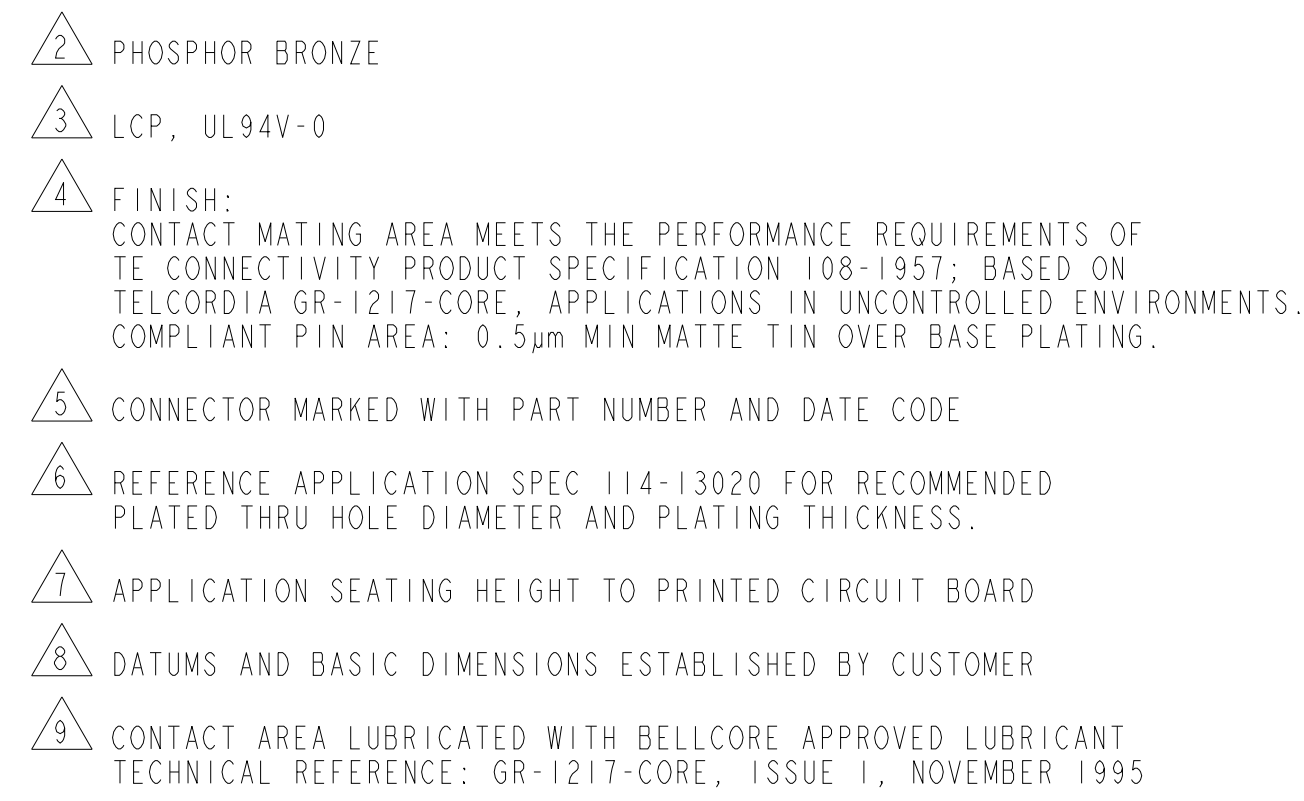 2 PHOSPHOR BRONZE
3 LCP, UL94V-0
4 FINISH:
CONTACT MATING AREA MEETS THE PERFORMANCE REQUIREMENTS OF
TE CONNECTIVITY PRODUCT SPECIFICATION 108-1957; BASED ON
TELCORDIA GR-1217-CORE, APPLICATIONS IN UNCONTROLLED ENVIRONMENTS.
COMPLIANT PIN AREA: 0.5µm MIN MATTE TIN OVER BASE PLATING.
5 CONNECTOR MARKED WITH PART NUMBER AND DATE CODE
6 REFERENCE APPLICATION SPEC 114-13020 FOR RECOMMENDED
PLATED THRU HOLE DIAMETER AND PLATING THICKNESS.
7 APPLICATION SEATING HEIGHT TO PRINTED CIRCUIT BOARD
8 DATUMS AND BASIC DIMENSIONS ESTABLISHED BY CUSTOMER
9 CONTACT AREA LUBRICATED WITH BELLCORE APPROVED LUBRICANT
TECHNICAL REFERENCE: GR-1217-CORE, ISSUE 1, NOVEMBER 1995